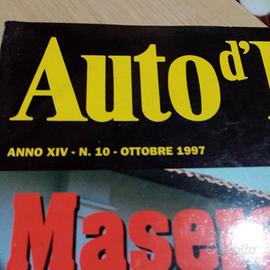 Auto d'
ANNO XIV - N. 10 - OTTOBRE 1997
Maser